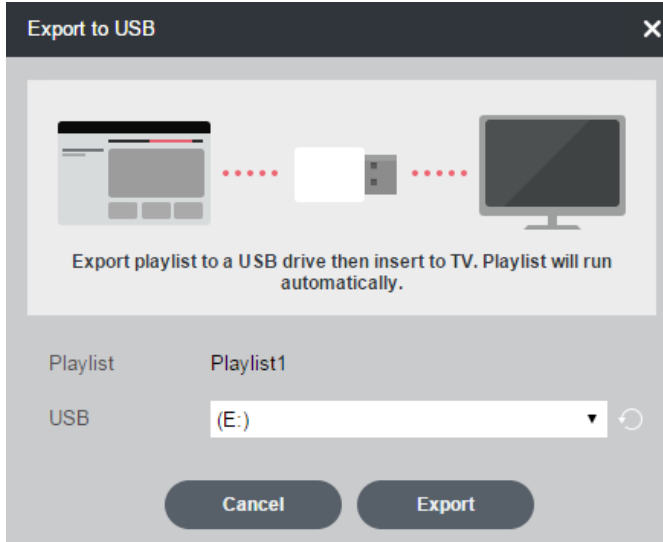 Export to USB
Export playlist to a USB drive then insert to TV. Playlist will run
automatically.
Playlist Playlist1
USB (E:)
Cancel Export